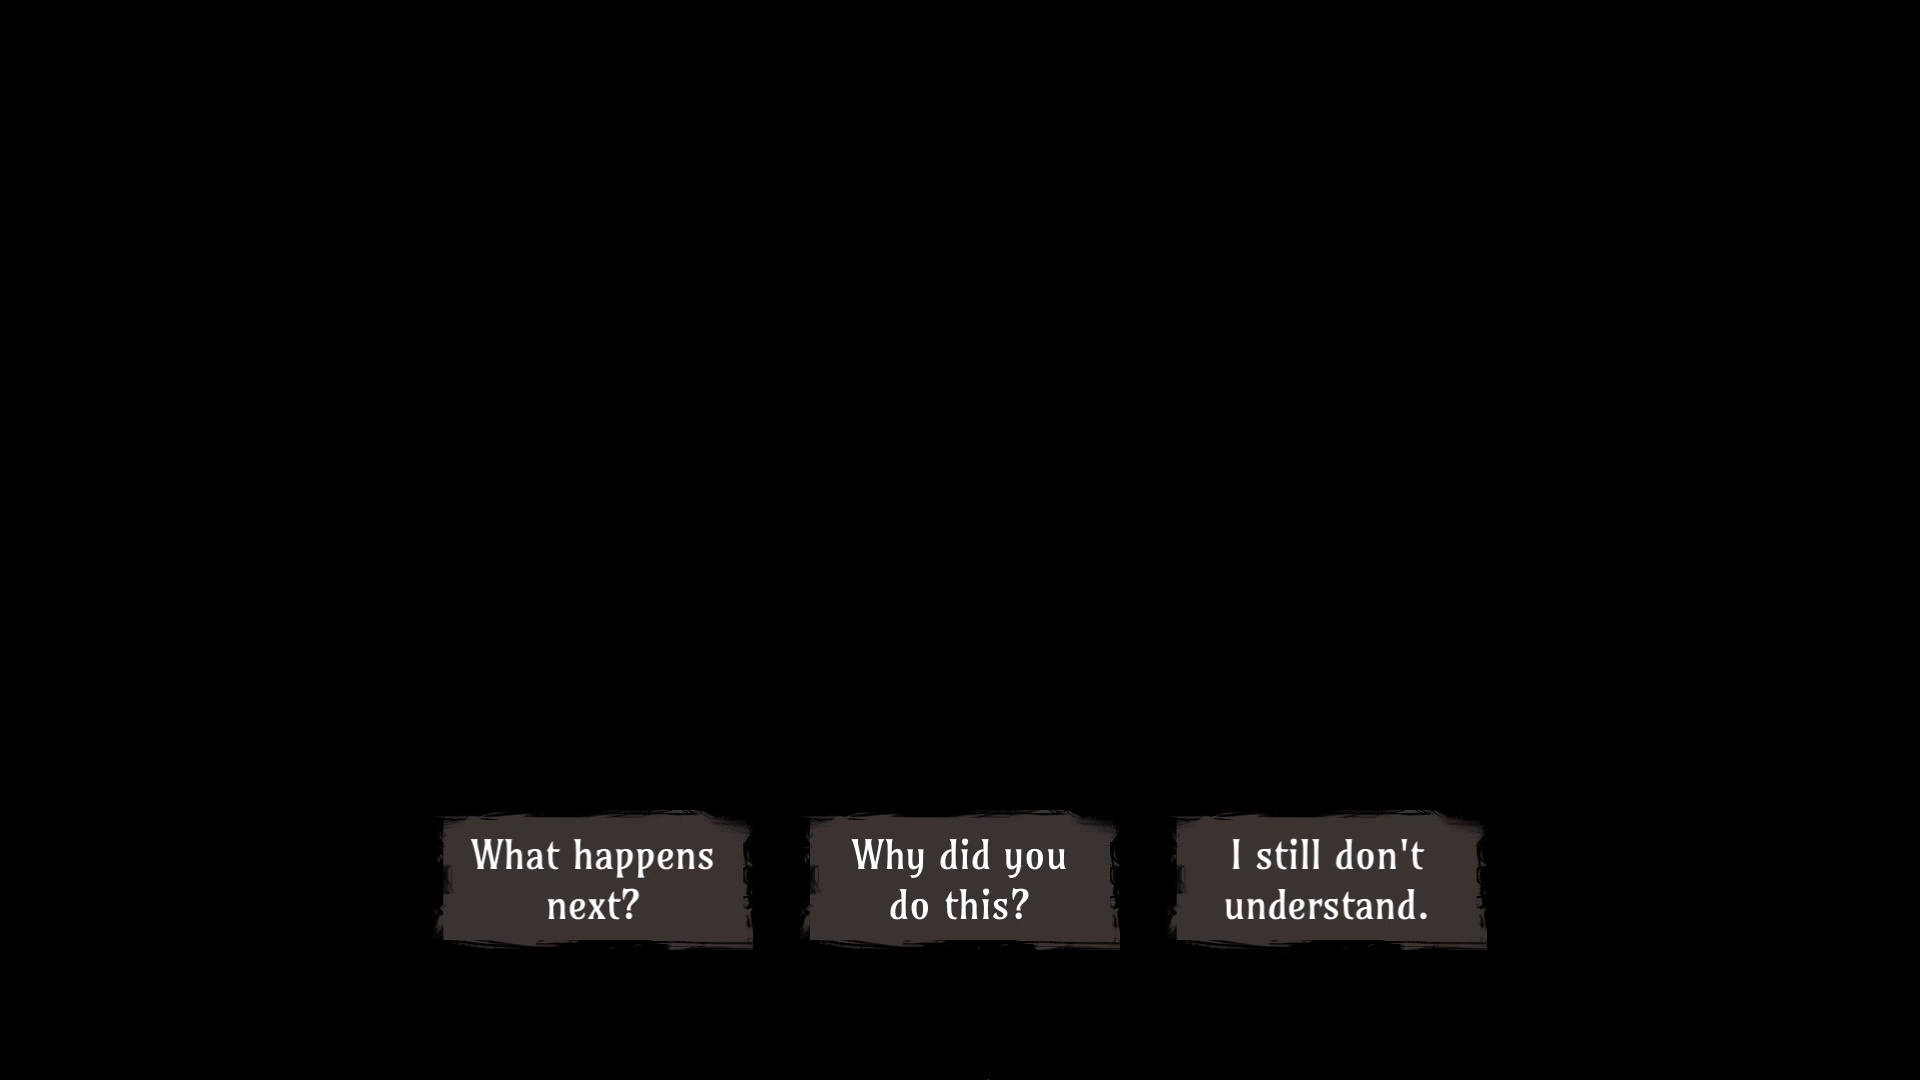 What happens
next?
Why did you
do this?
I still don't
understand.